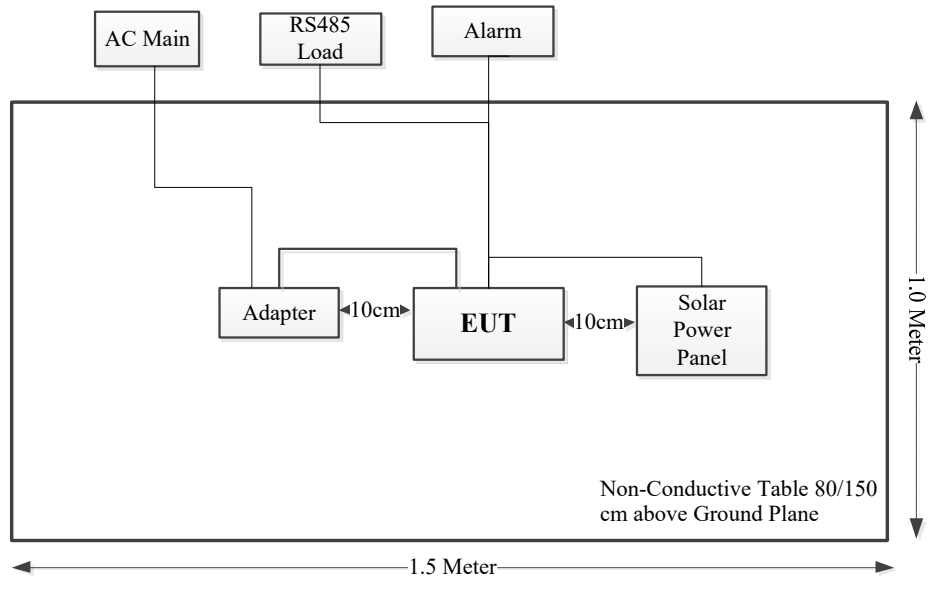 AC Main
RS485
Load
Alarm
Adapter
10cm
EUT
10cm
Solar
Power
Panel
1.0 Meter
Non-Conductive Table 80/150
cm above Ground Plane
1.5 Meter